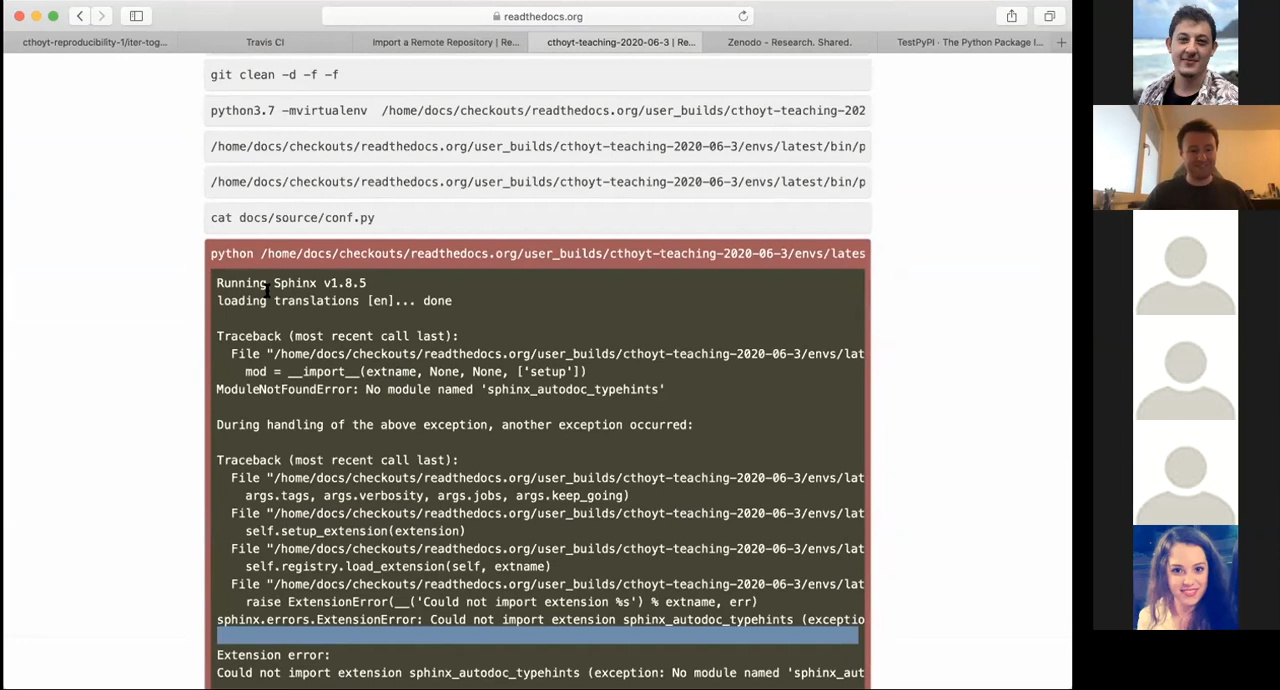 readthedocs.org
cthoyt-reproducibility-1/iter-tog...
Travis CI
Import a Remote Repository | Re...
cthoyt-teaching-2020-06-3 | Re...
Zenodo - Research. Shared.
TestPyPI · The Python Package I...
git clean -d -f -f
python3.7 -mvirtualenv  /home/docs/checkouts/readthedocs.org/user_builds/cthoyt-teaching-202
/home/docs/checkouts/readthedocs.org/user_builds/cthoyt-teaching-2020-06-3/envs/latest/bin/p
/home/docs/checkouts/readthedocs.org/user_builds/cthoyt-teaching-2020-06-3/envs/latest/bin/p
cat docs/source/conf.py
python /home/docs/checkouts/readthedocs.org/user_builds/cthoyt-teaching-2020-06-3/envs/lates
Running Sphinx v1.8.5
loading translations [en]... done
Traceback (most recent call last):
File "/home/docs/checkouts/readthedocs.org/user_builds/cthoyt-teaching-2020-06-3/envs/lat
mod = __import__(extname, None, None, ['setup'])
ModuleNotFoundError: No module named 'sphinx_autodoc_typehints'
During handling of the above exception, another exception occurred:
Traceback (most recent call last):
File "/home/docs/checkouts/readthedocs.org/user_builds/cthoyt-teaching-2020-06-3/envs/lat
args.tags, args.verbosity, args.jobs, args.keep_going)
File "/home/docs/checkouts/readthedocs.org/user_builds/cthoyt-teaching-2020-06-3/envs/lat
self.setup_extension(extension)
File "/home/docs/checkouts/readthedocs.org/user_builds/cthoyt-teaching-2020-06-3/envs/lat
self.registry.load_extension(self, extname)
File "/home/docs/checkouts/readthedocs.org/user_builds/cthoyt-teaching-2020-06-3/envs/lat
raise ExtensionError(__('Could not import extension %s') % extname, err)
sphinx.errors.ExtensionError: Could not import extension sphinx_autodoc_typehints (exceptio
Extension error:
Could not import extension sphinx_autodoc_typehints (exception: No module named 'sphinx_aut